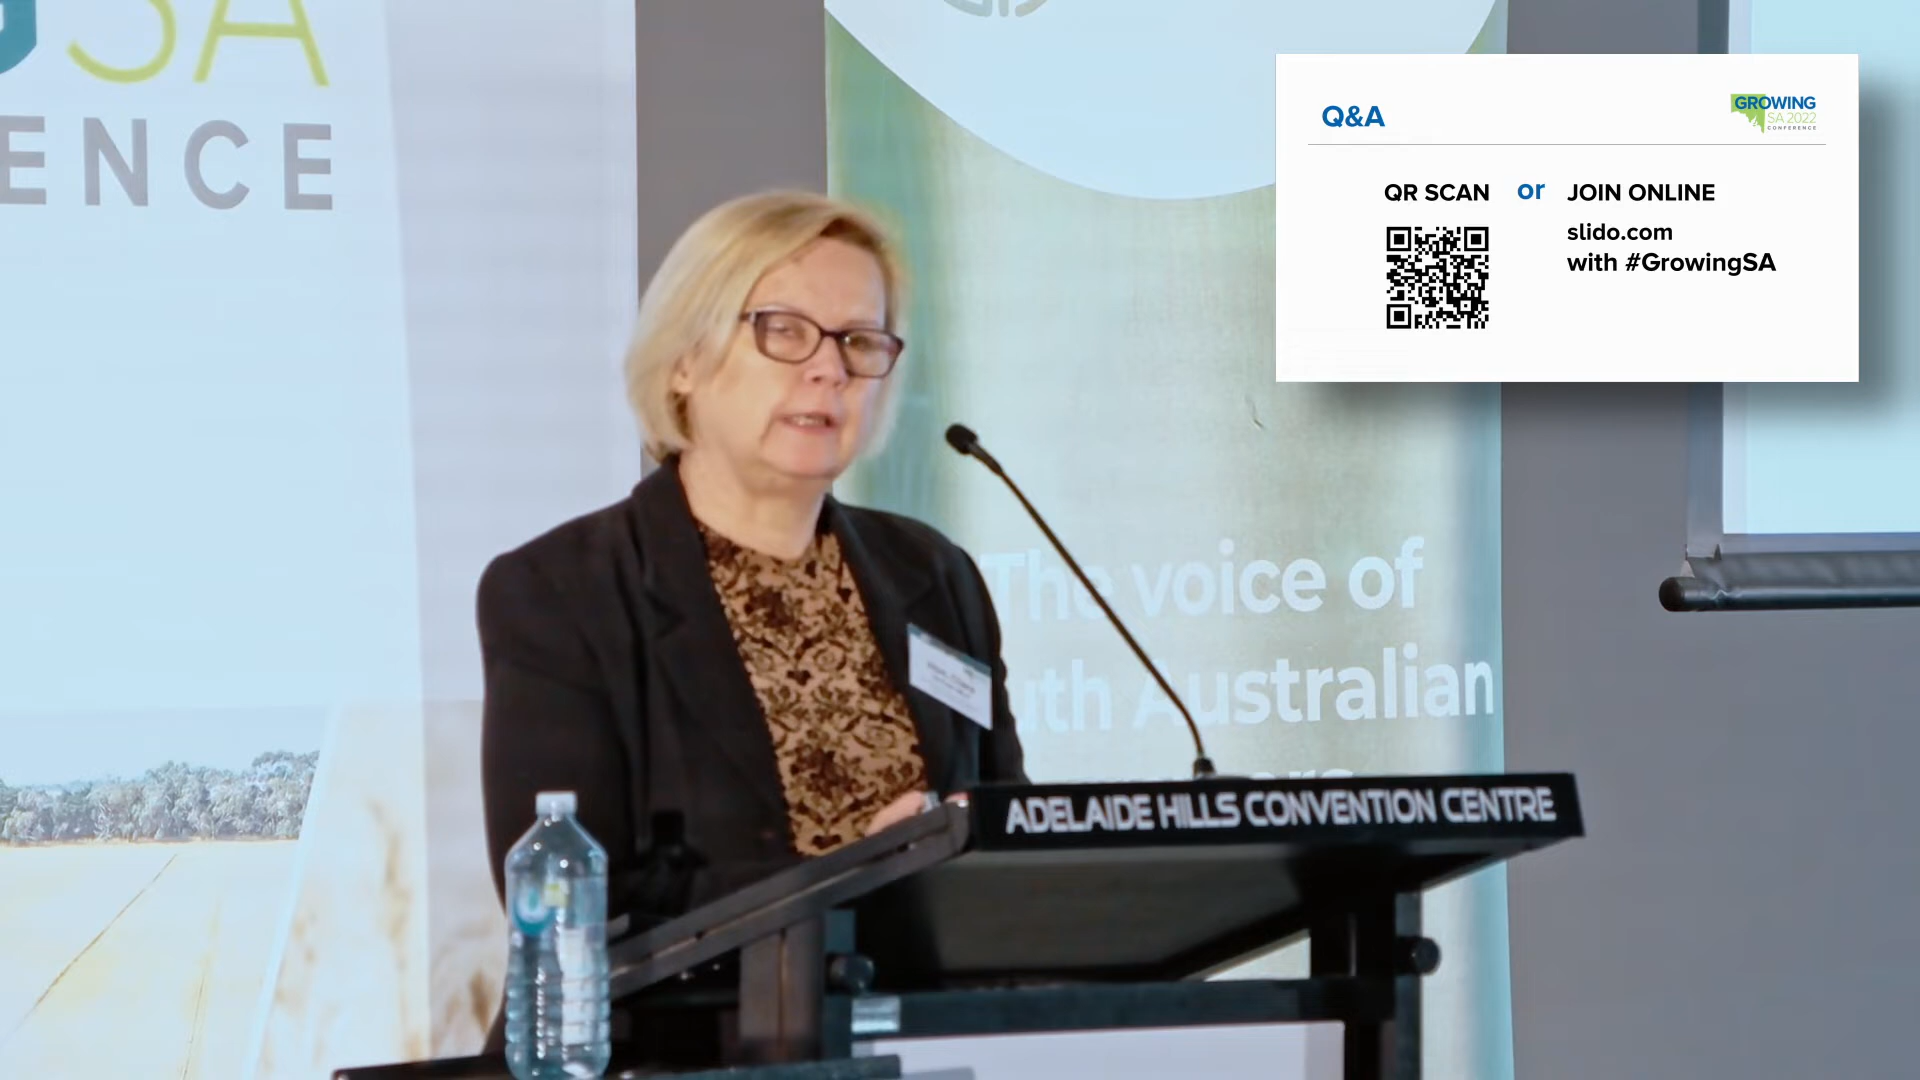 SA
ENCE
Q&A
GROWING
SA 2022
CONFERENCE
QR SCAN or JOIN ONLINE
slido.com
with #GrowingSA
The voice of
uth Australian
ADELAIDE HILLS CONVENTION CENTRE